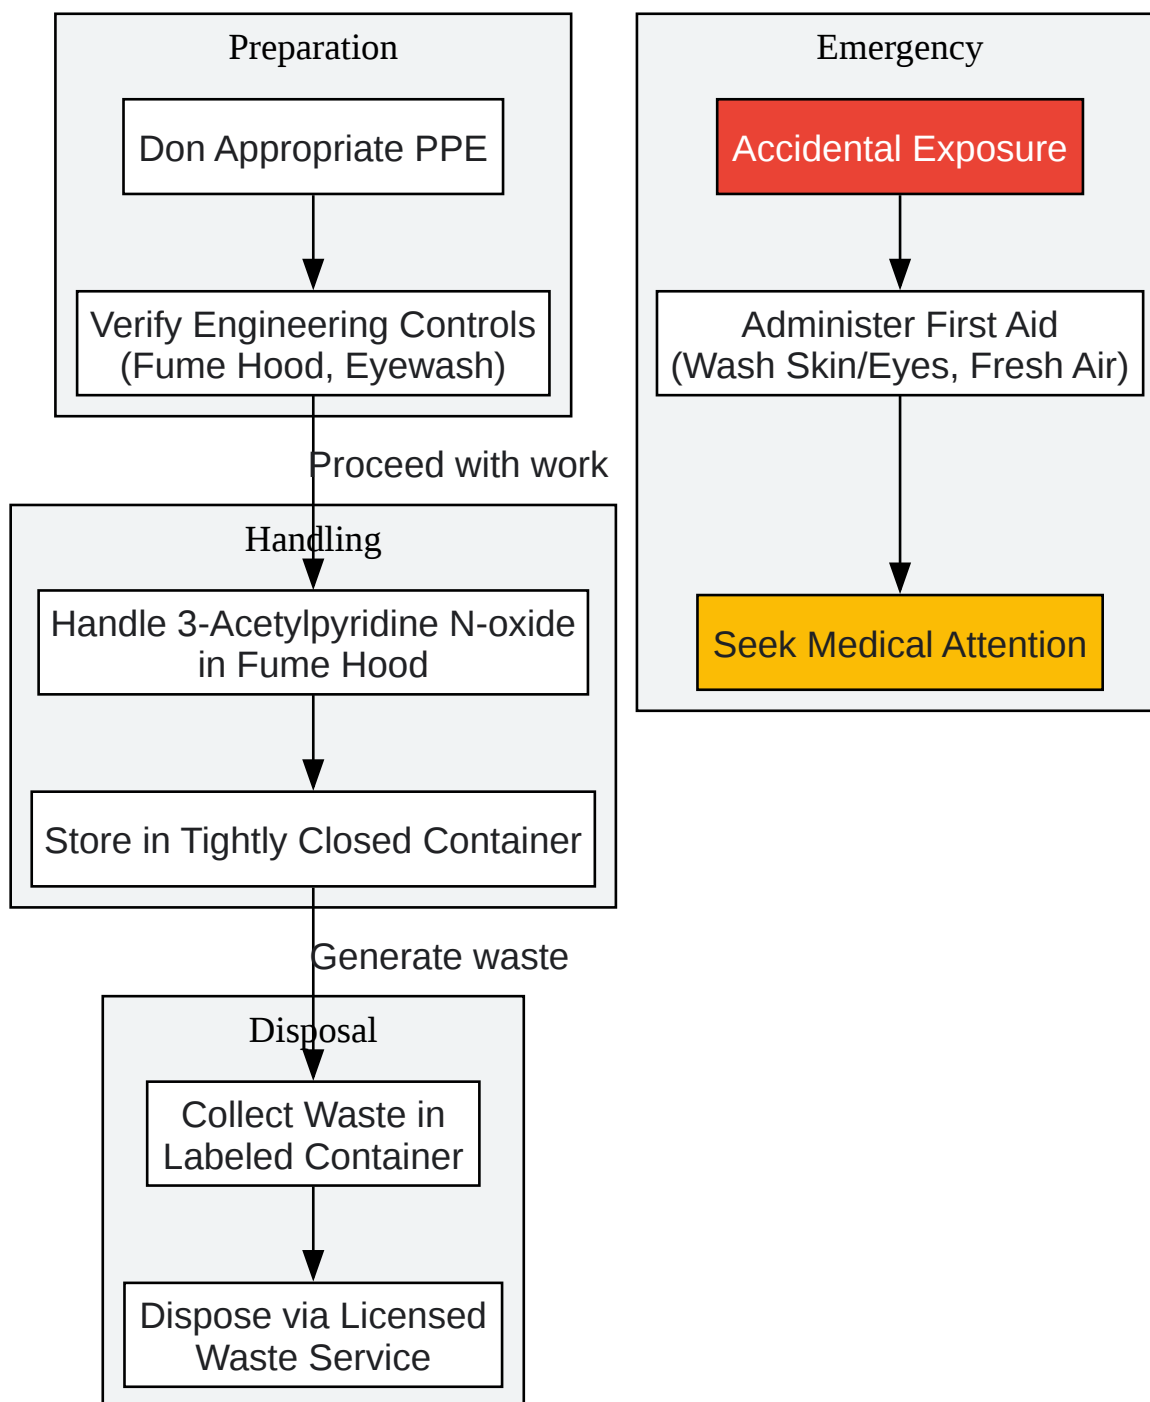 Preparation
Don Appropriate PPE
Verify Engineering Controls
(Fume Hood, Eyewash)
Proceed with work
Handling
Handle 3-Acetylpyridine N-oxide
in Fume Hood
Store in Tightly Closed Container
Generate waste
Disposal
Collect Waste in
Labeled Container
Dispose via Licensed
Waste Service
Emergency
Accidental Exposure
Administer First Aid
(Wash Skin/Eyes, Fresh Air)
Seek Medical Attention